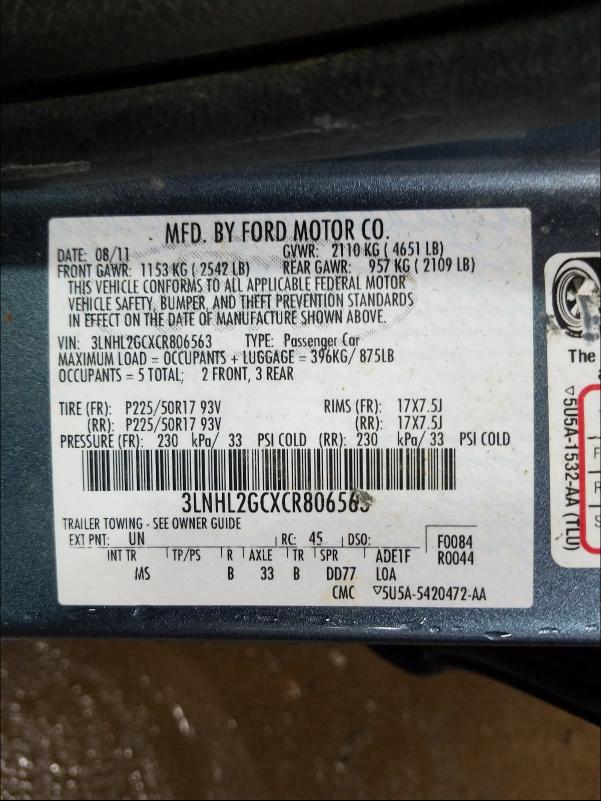 MFD. BY FORD MOTOR CO.
DATE: 08/11 GVWR: 2110 KG ( 4651 LB)
FRONT GAWR: 1153 KG ( 2542 LB) REAR GAWR: 957 KG ( 2109 LB)
THIS VEHICLE CONFORMS TO ALL APPLICABLE FEDERAL MOTOR
VEHICLE SAFETY, BUMPER, AND THEFT PREVENTION STANDARDS
IN EFFECT ON THE DATE OF MANUFACTURE SHOWN ABOVE.
VIN: 3LNHL2GCXCR806563 TYPE: Passenger Car
MAXIMUM LOAD = OCCUPANTS + LUGGAGE = 396KG/ 875LB
OCCUPANTS = 5 TOTAL; 2 FRONT, 3 REAR
TIRE (FR): P225/50R17 93V RIMS (FR): 17X7.5J
(RR): P225/50R17 93V (RR): 17X7.5J
PRESSURE (FR): 230 kPa/ 33 PSI COLD (RR): 230 kPa/ 33 PSI COLD
3LNHL2GCXCR806563
TRAILER TOWING - SEE OWNER GUIDE
EXT PNT: UN RC: 45 DSO: F0084
INT TR TP/PS R AXLE TR SPR ADE1F R0044
MS B 33 B DD77 L0A
CMC ▽5U5A-5420472-AA
The
▽5U5A-1532-AA (TLU)
F
S